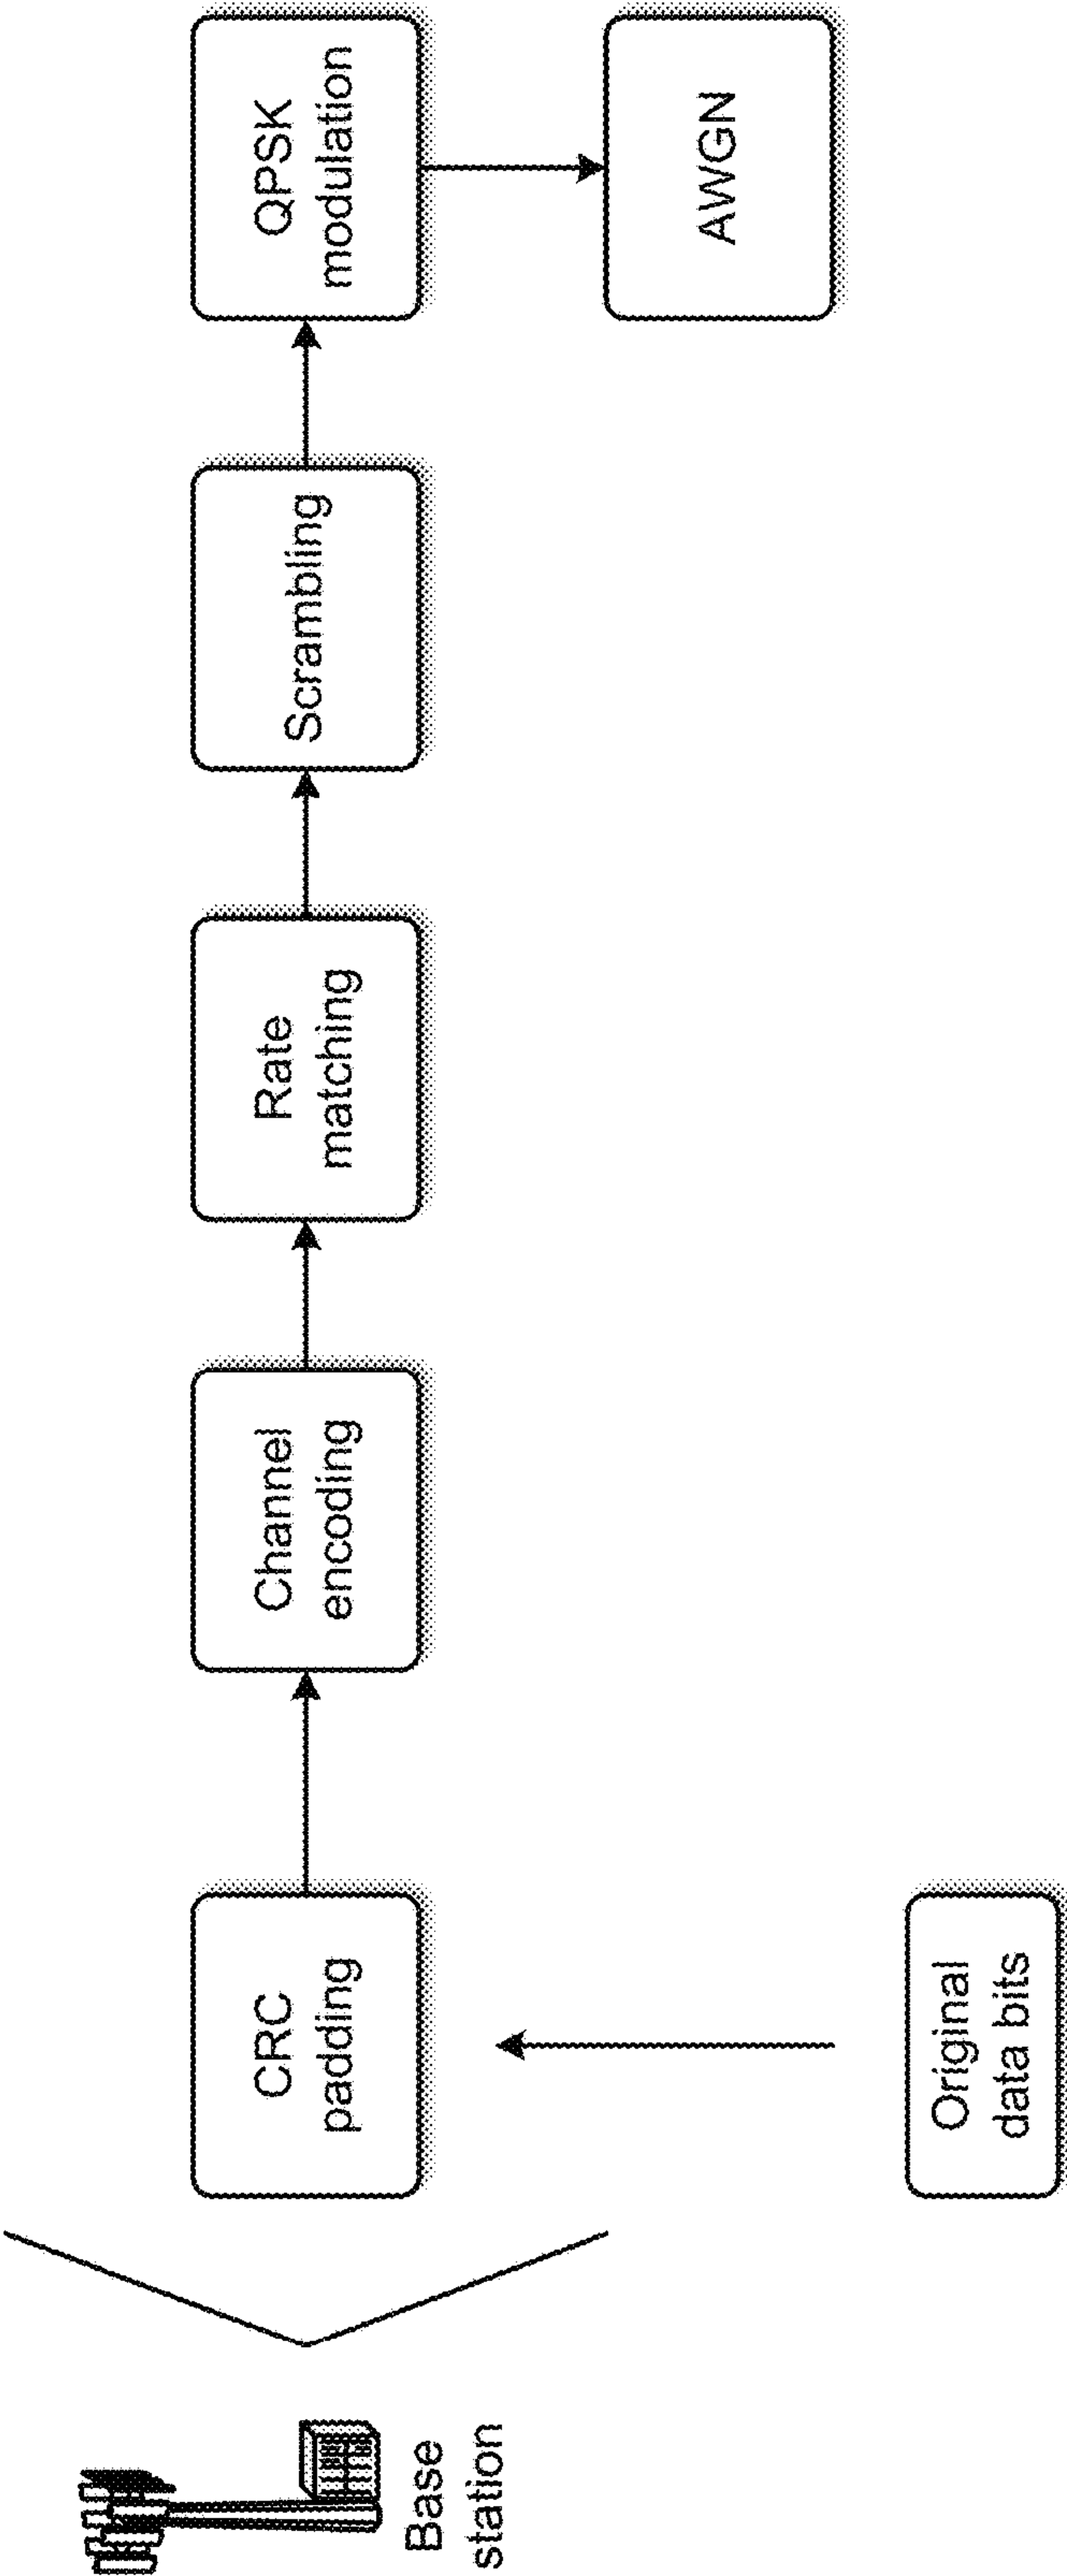 Base
station
CRC
padding
Channel
encoding
Rate
matching
Scrambling
QPSK
modulation
Original
data bits
AWGN